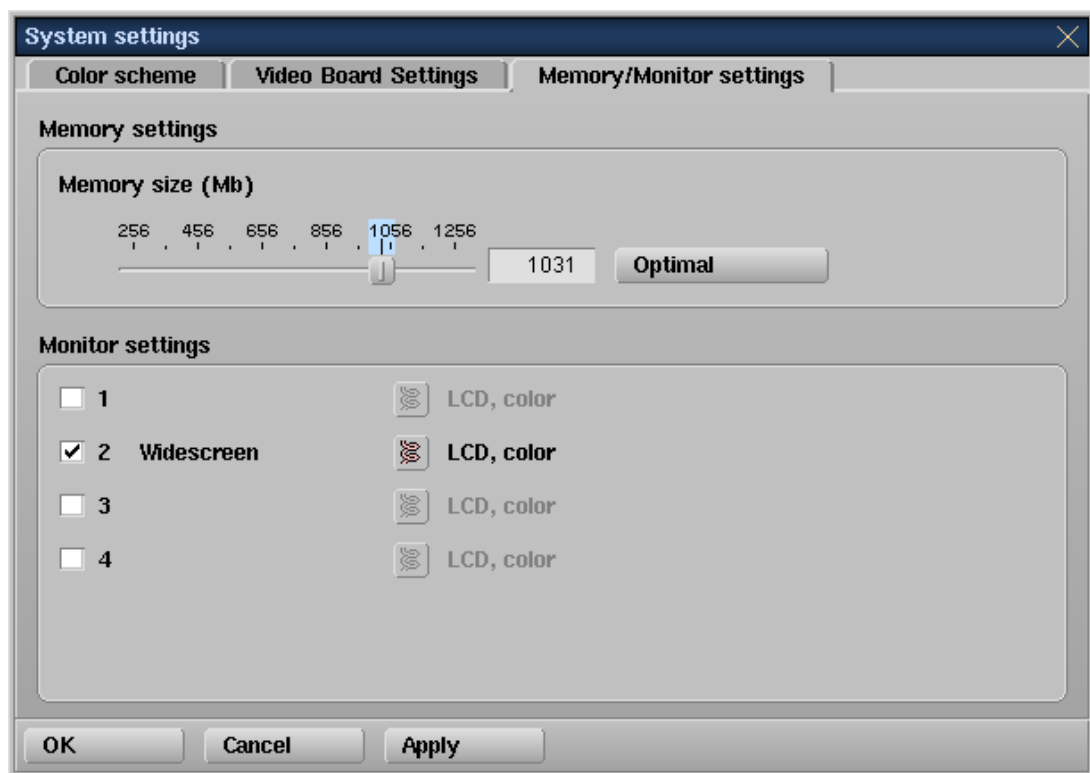 System settings
Color scheme Video Board Settings Memory/Monitor settings
Memory settings
Memory size (Mb)
256 . 456 . 656 . 856 . 1056 . 1256
1031 Optimal
Monitor settings
1 LCD, color
2 Widescreen LCD, color
3 LCD, color
4 LCD, color
OK Cancel Apply